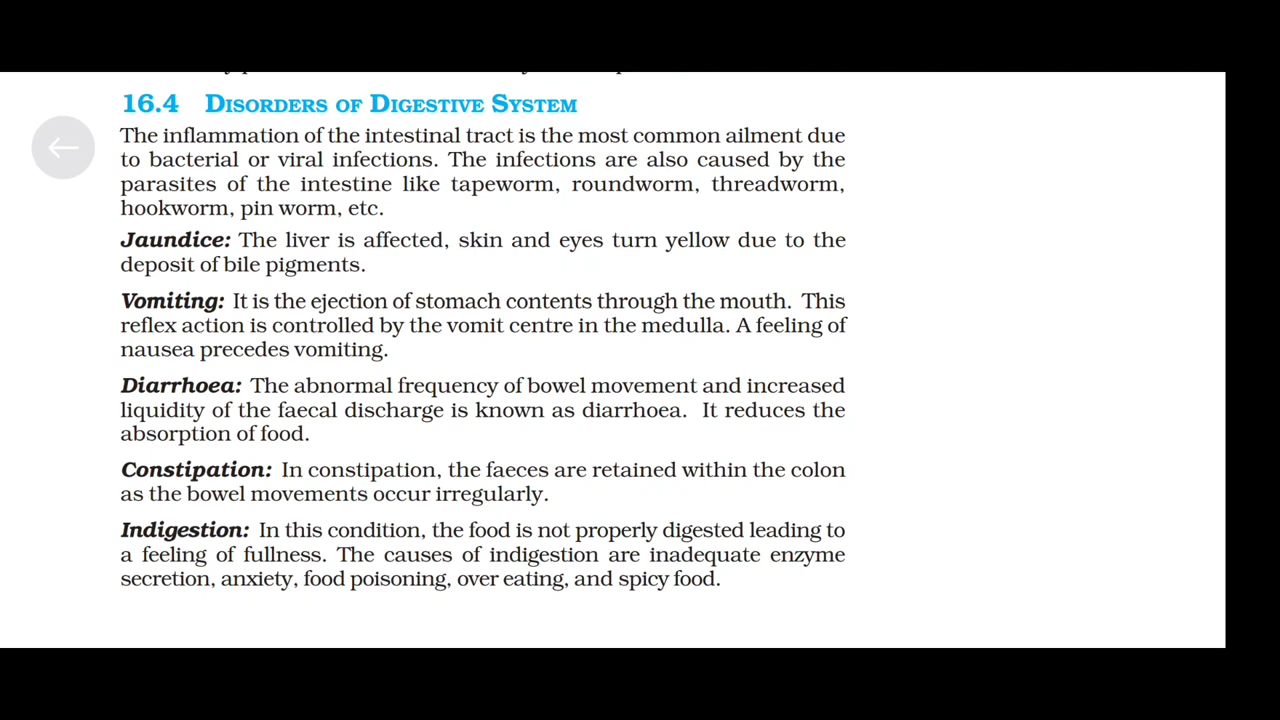 16.4 Disorders of Digestive System
The inflammation of the intestinal tract is the most common ailment due
to bacterial or viral infections. The infections are also caused by the
parasites of the intestine like tapeworm, roundworm, threadworm,
hookworm, pin worm, etc.
Jaundice: The liver is affected, skin and eyes turn yellow due to the
deposit of bile pigments.
Vomiting: It is the ejection of stomach contents through the mouth. This
reflex action is controlled by the vomit centre in the medulla. A feeling of
nausea precedes vomiting.
Diarrhoea: The abnormal frequency of bowel movement and increased
liquidity of the faecal discharge is known as diarrhoea. It reduces the
absorption of food.
Constipation: In constipation, the faeces are retained within the colon
as the bowel movements occur irregularly.
Indigestion: In this condition, the food is not properly digested leading to
a feeling of fullness. The causes of indigestion are inadequate enzyme
secretion, anxiety, food poisoning, over eating, and spicy food.